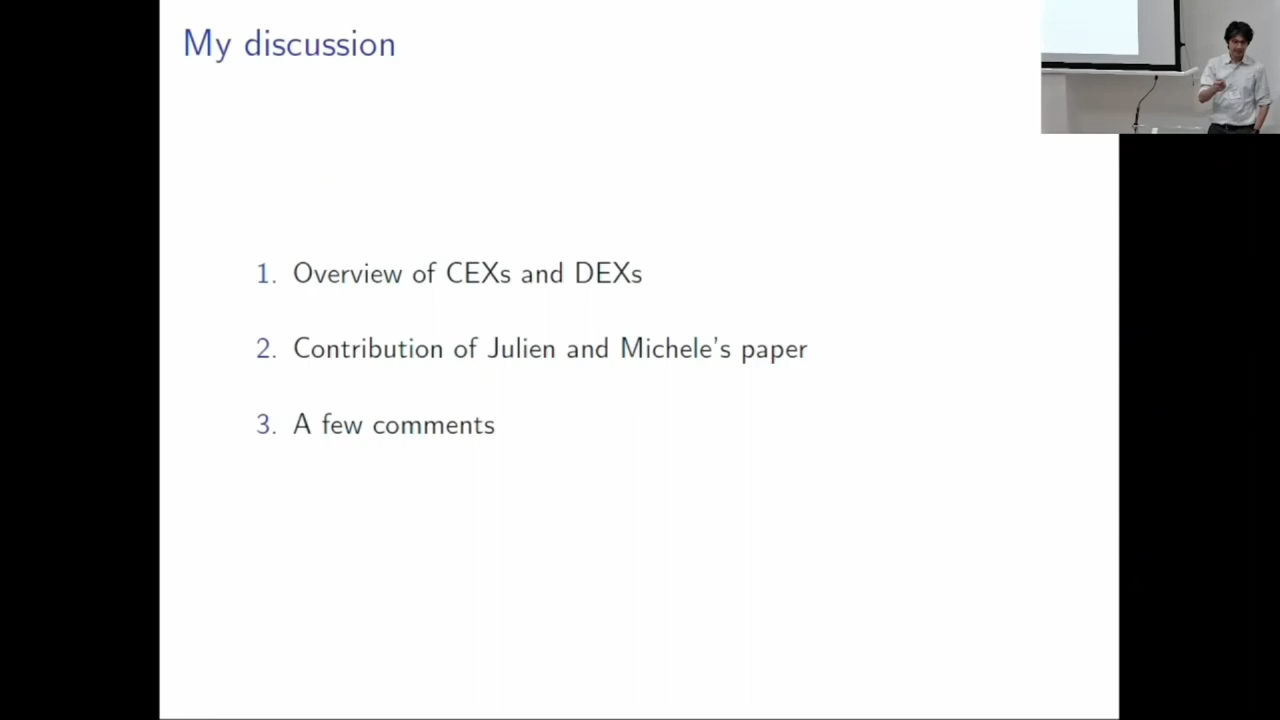 My discussion
1. Overview of CEXs and DEXs
2. Contribution of Julien and Michele's paper
3. A few comments